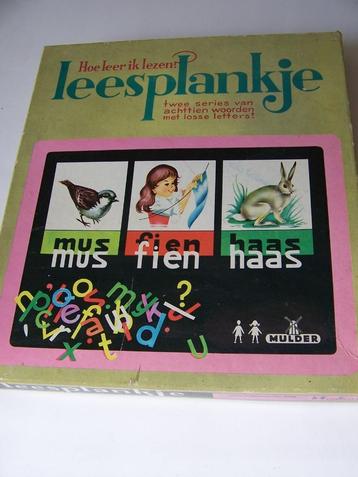 Hoe leer ik lezen?
leesplankje
twee series van
achttien woorden
met losse letters!
mus fien haas
mus fien haas
MULDER
leesplankje